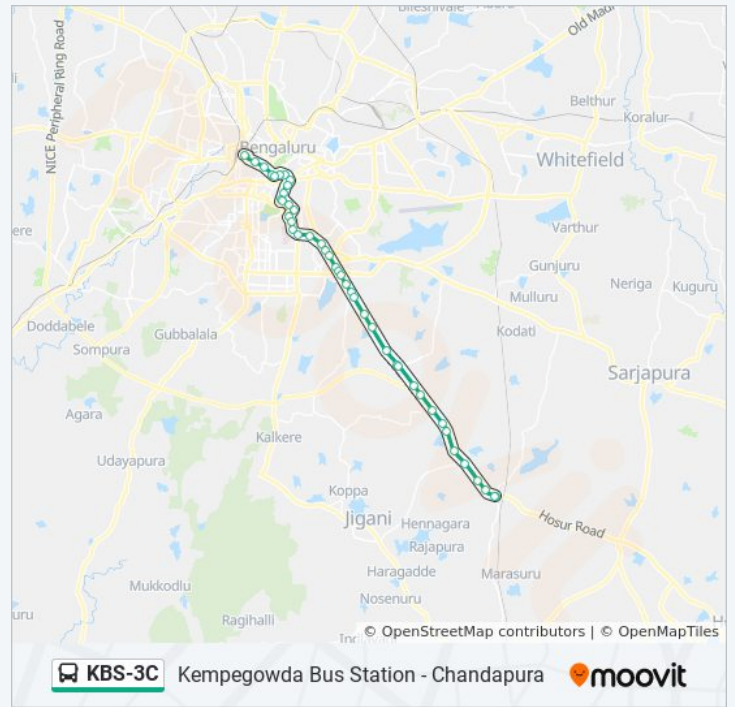 Bileshivale
Old Madr
NICE Peripheral Ring Road
Belthur
Koralur
Bengaluru
Whitefield
ere
Varthur
Gunjuru
Neriga
Kuguru
Mulluru
Doddabele
Gubbalala
Kodati
Sompura
Sarjapura
Agara
Kalkere
Udayapura
Koppa
Jigani
Hennagara
Hosur Road
Rajapura
Haragadde
Marasuru
Mukkodlu
Nosenuru
uru
Ragihalli
© OpenStreetMap contributors | © OpenMapTiles
KBS-3C Kempegowda Bus Station - Chandapura moovit